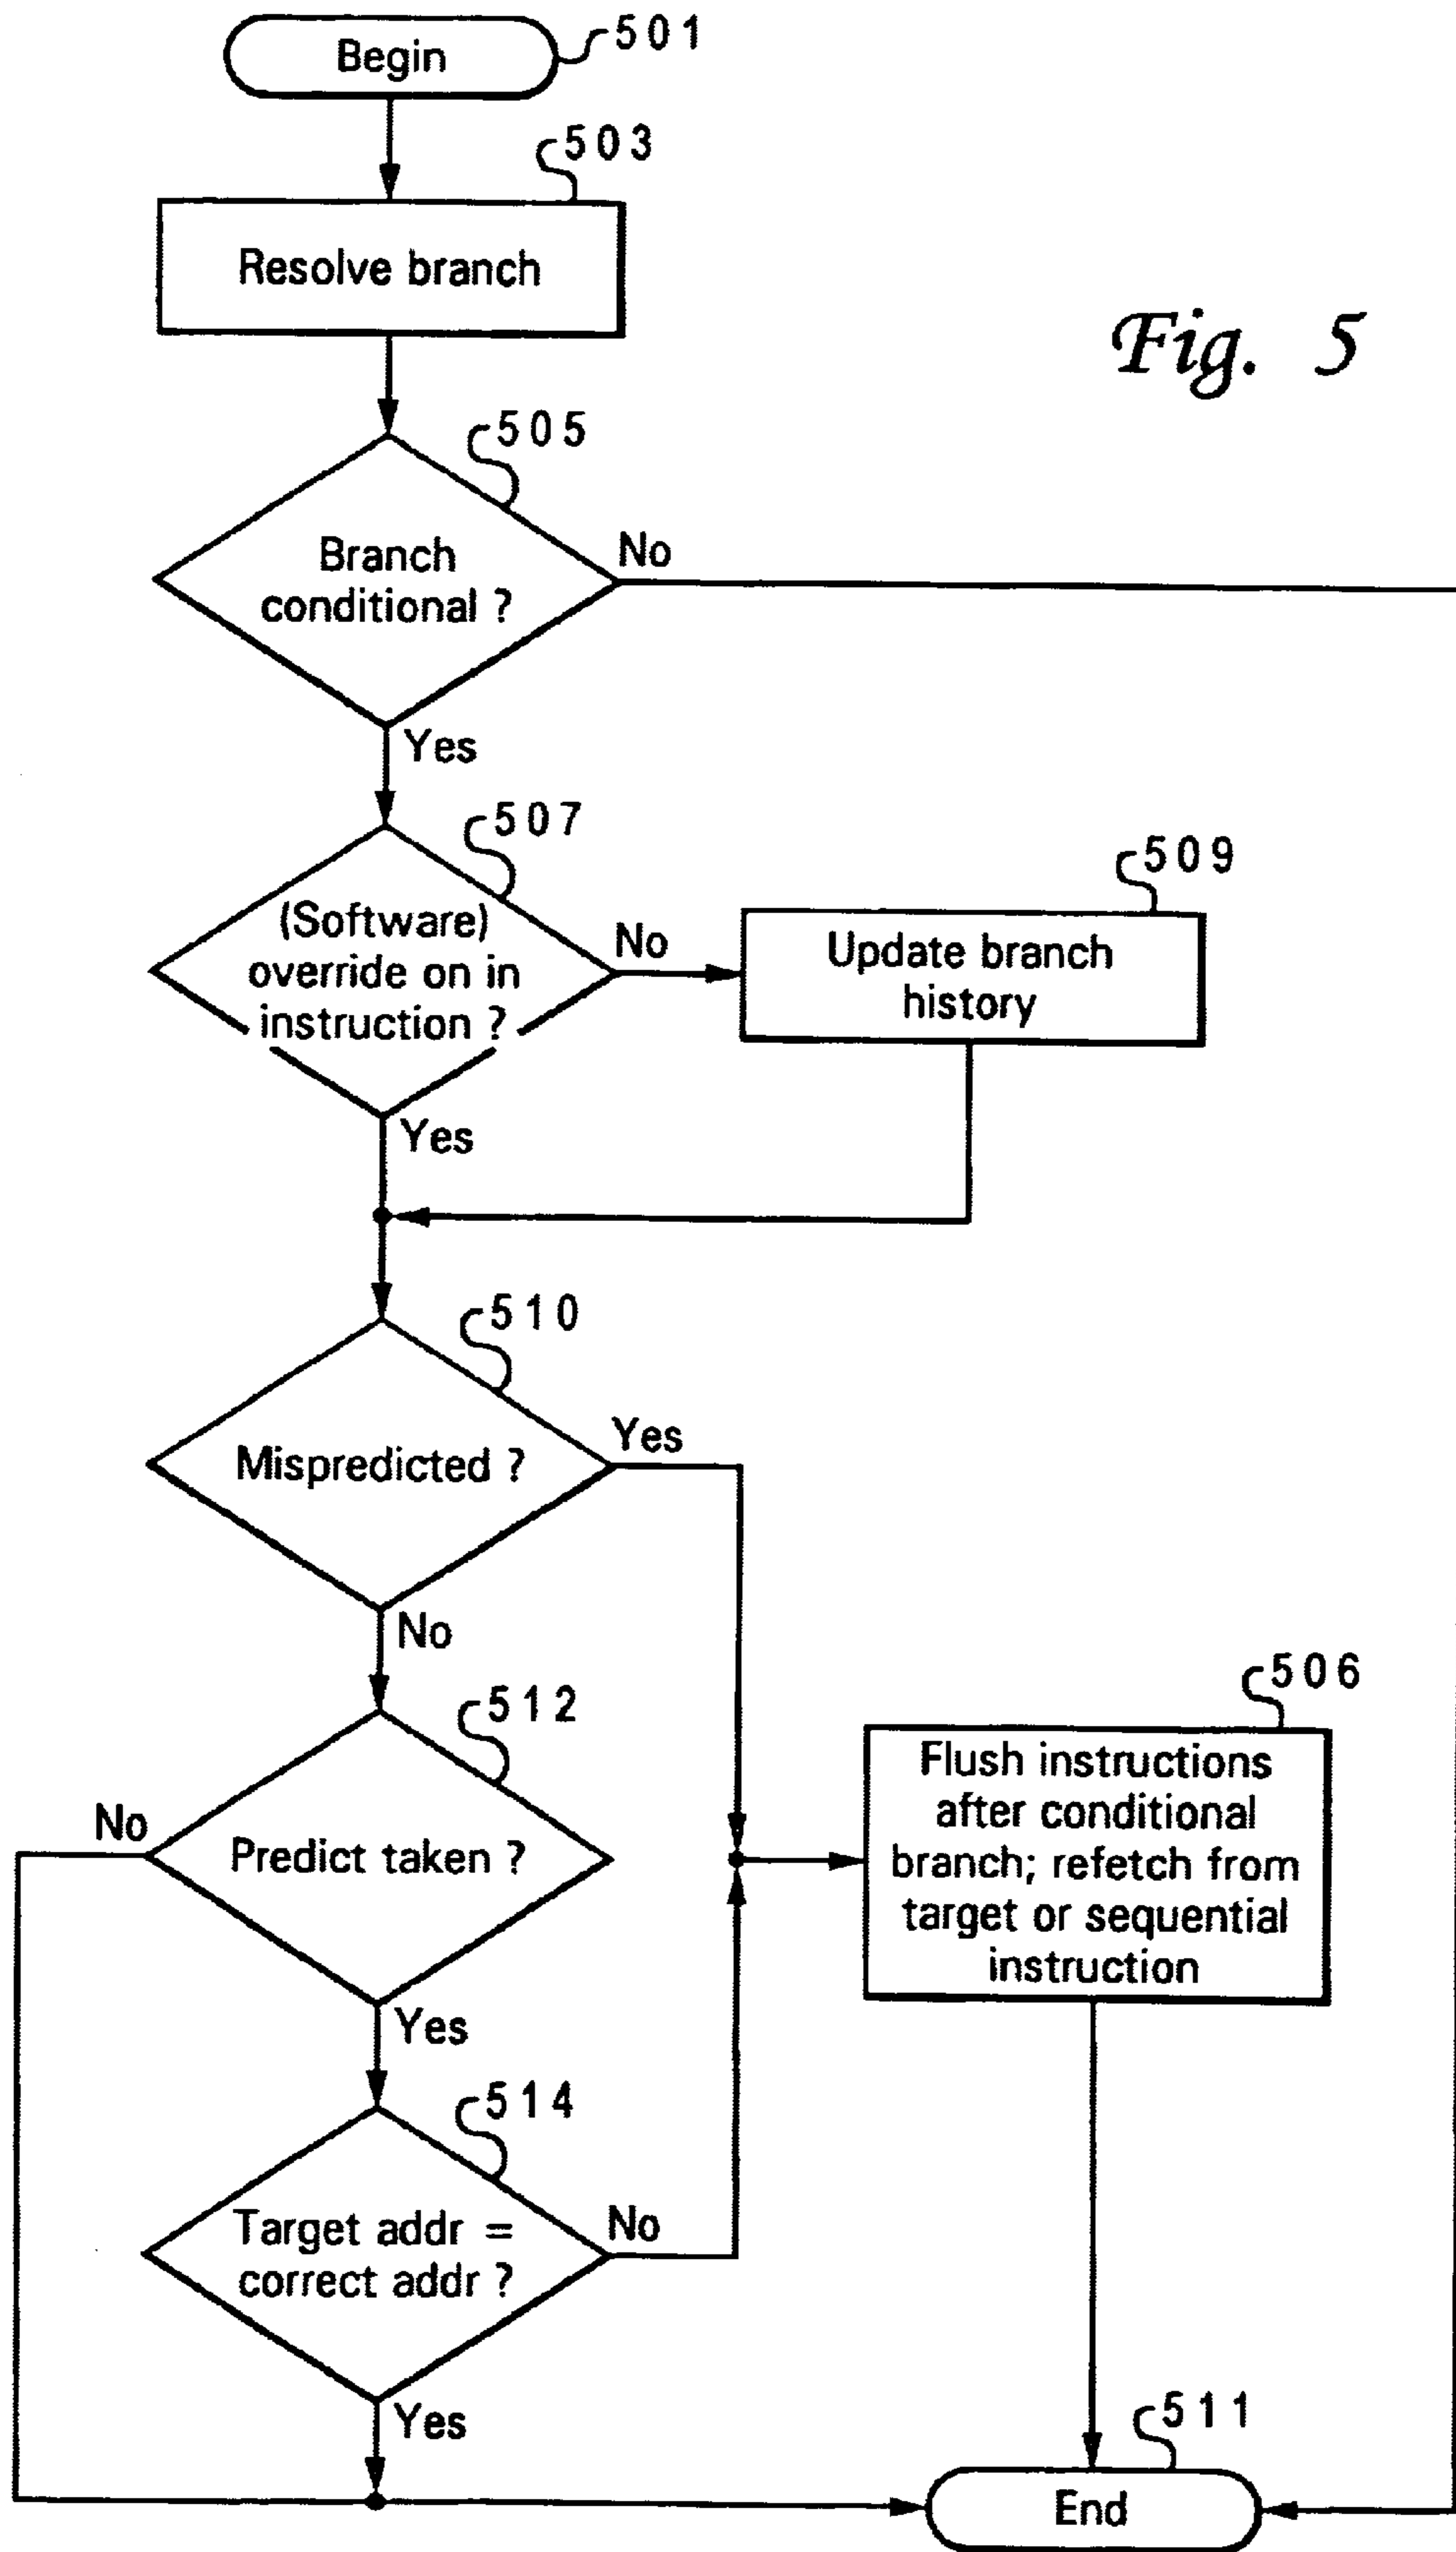 Begin
501
503
Resolve branch
Fig. 5
505
Branch
conditional ?
No
Yes
507
(Software)
override on in
instruction ?
No
509
Update branch
history
Yes
510
Mispredicted ?
Yes
No
512
Predict taken ?
No
Yes
506
Flush instructions
after conditional
branch; refetch from
target or sequential
instruction
514
Target addr =
correct addr ?
No
Yes
511
End